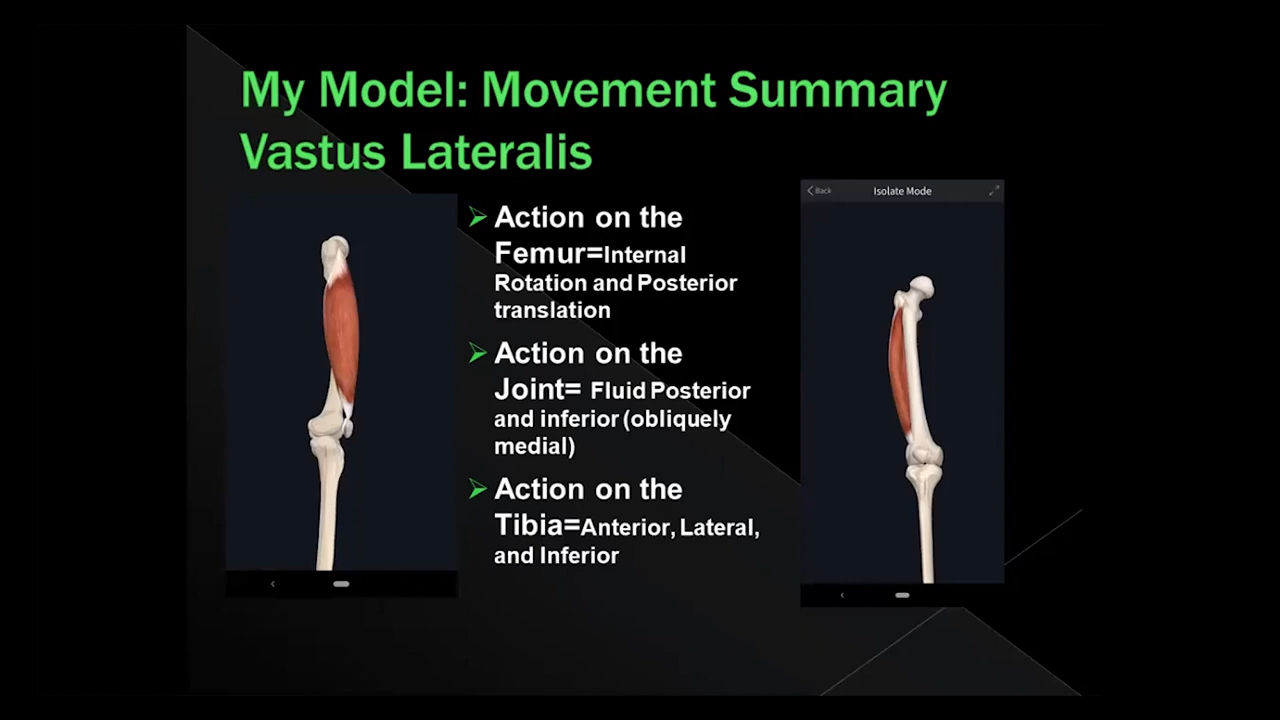 My Model: Movement Summary
Vastus Lateralis
➢ Action on the
Femur=Internal
Rotation and Posterior
translation
➢ Action on the
Joint= Fluid Posterior
and inferior (obliquely
medial)
➢ Action on the
Tibia=Anterior, Lateral,
and Inferior
Back Isolate Mode